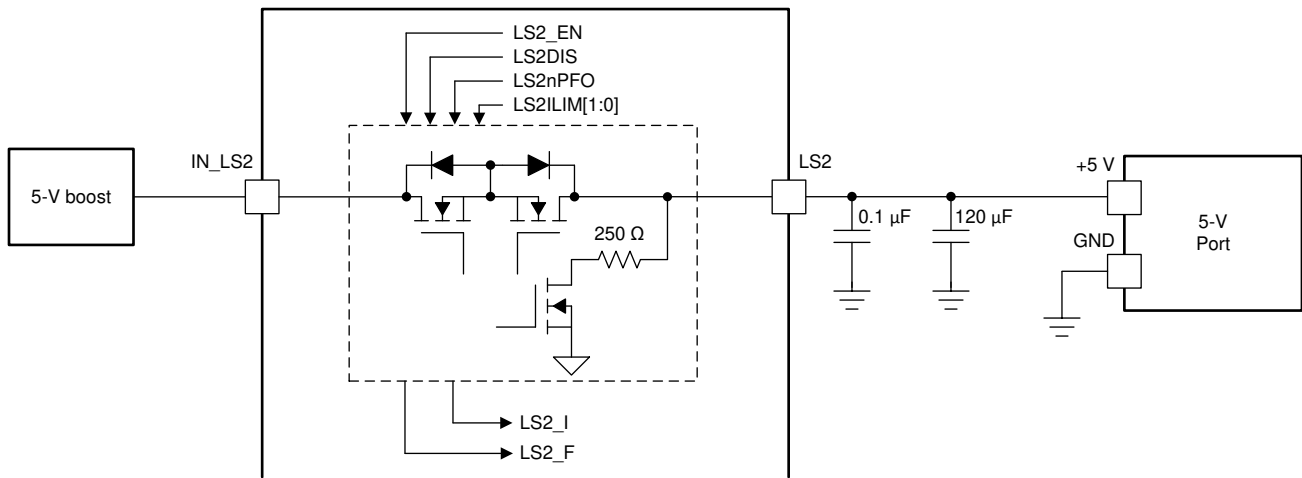 LS2_EN
LS2DIS
LS2nPFO
LS2ILIM[1:0]
5-V boost
IN_LS2
250 Ω
LS2
0.1 µF
120 µF
+5 V
GND
5-V
Port
LS2_I
LS2_F